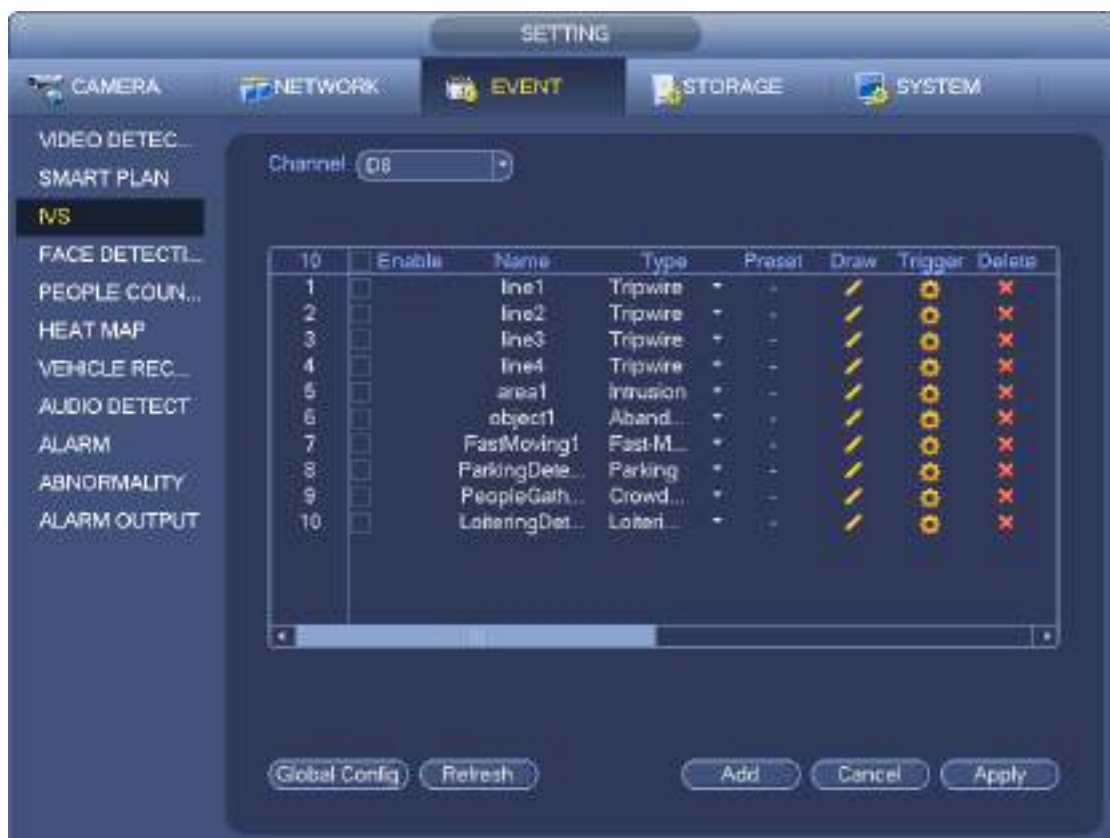 SETTING
CAMERA NETWORK EVENT STORAGE SYSTEM
VIDEO DETEC...
SMART PLAN
IVS
FACE DETECTI...
PEOPLE COUN...
HEAT MAP
VEHICLE REC...
AUDIO DETECT
ALARM
ABNORMALITY
ALARM OUTPUT
Channel D8
10 Enable Name Type Preset Draw Trigger Delete
1 line1 Tripwire -
2 line2 Tripwire -
3 line3 Tripwire -
4 line4 Tripwire -
5 area1 Intrusion -
6 object1 Aband... -
7 FastMoving1 Fast-M... -
8 ParkingDete... Parking -
9 PeopleGath... Crowd... -
10 LoiteringDet... Loiteri... -
Global Config Refresh Add Cancel Apply